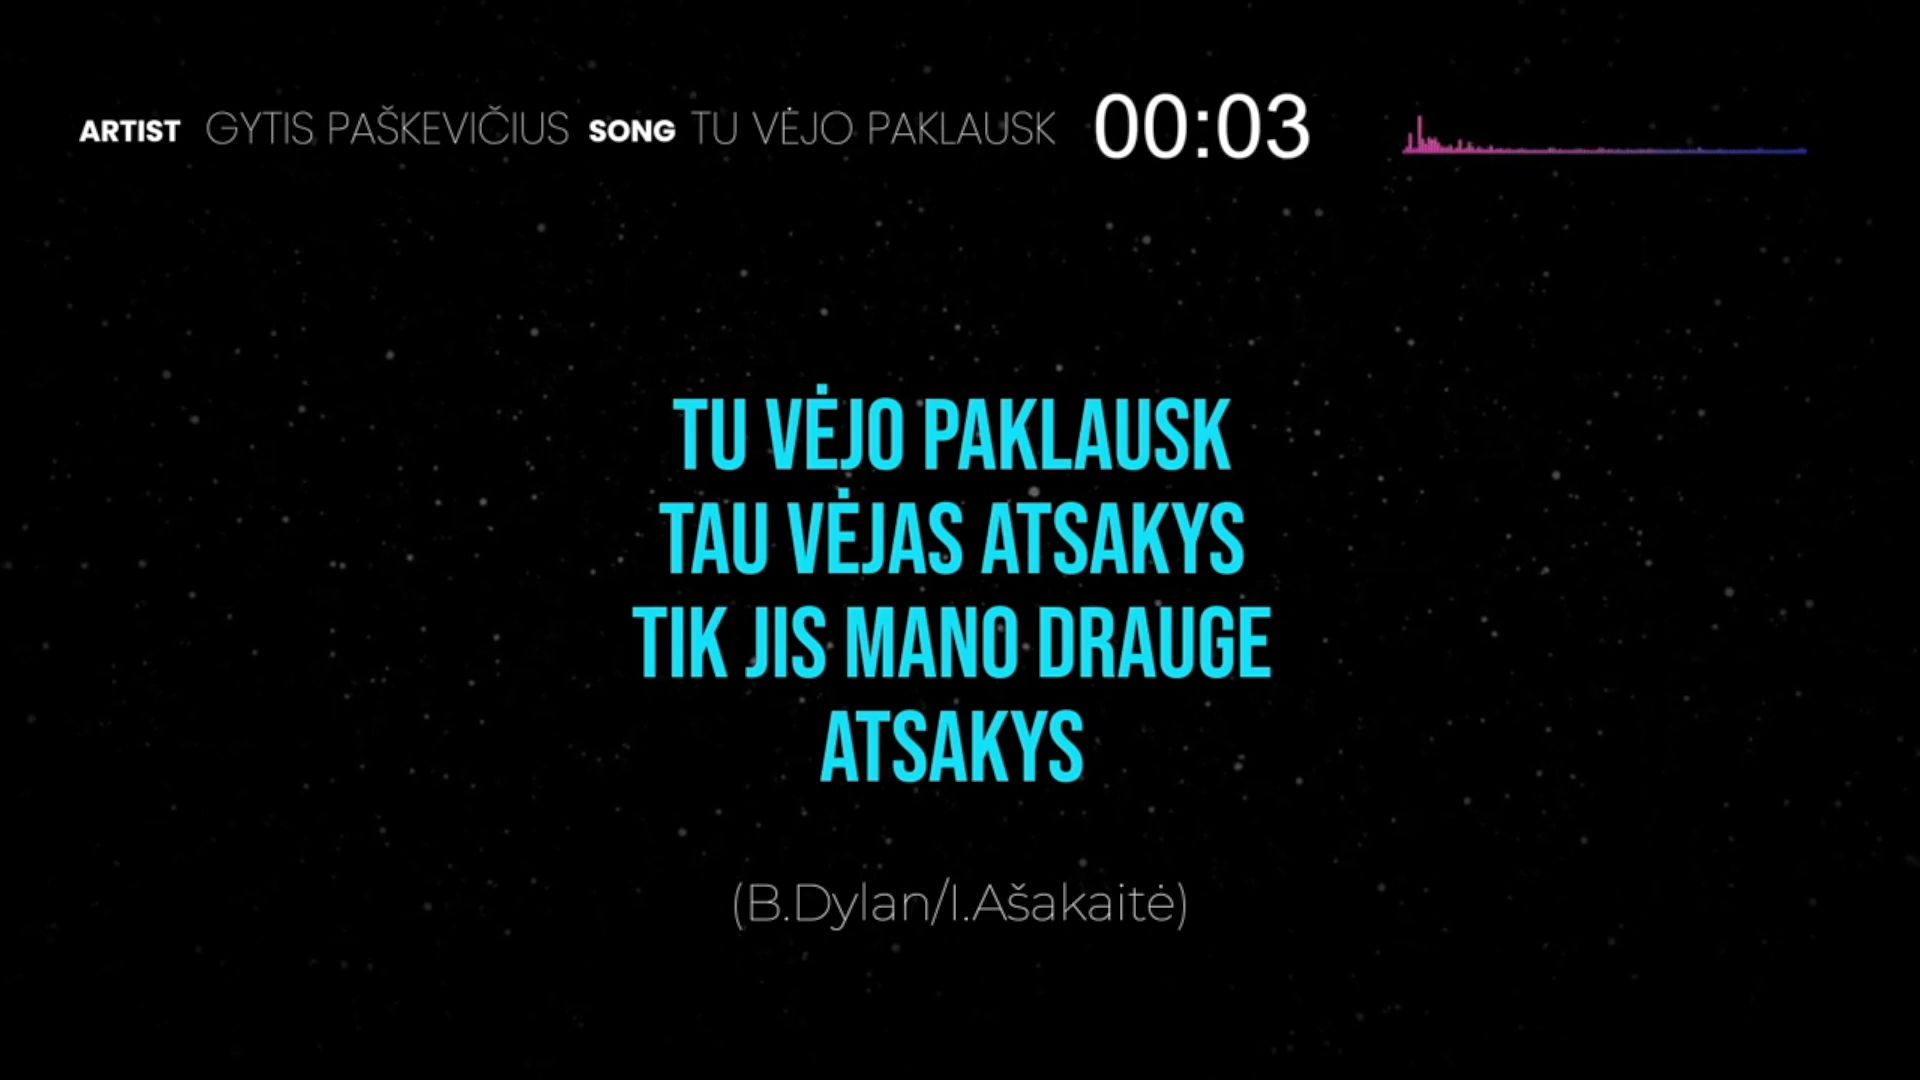 ARTIST GYTIS PAŠKEVIČIUS SONG TU VĖJO PAKLAUSK 00:03
TU VĖJO PAKLAUSK
TAU VĖJAS ATSAKYS
TIK JIS MANO DRAUGE
ATSAKYS
(B.Dylan/I.Ašakaitė)